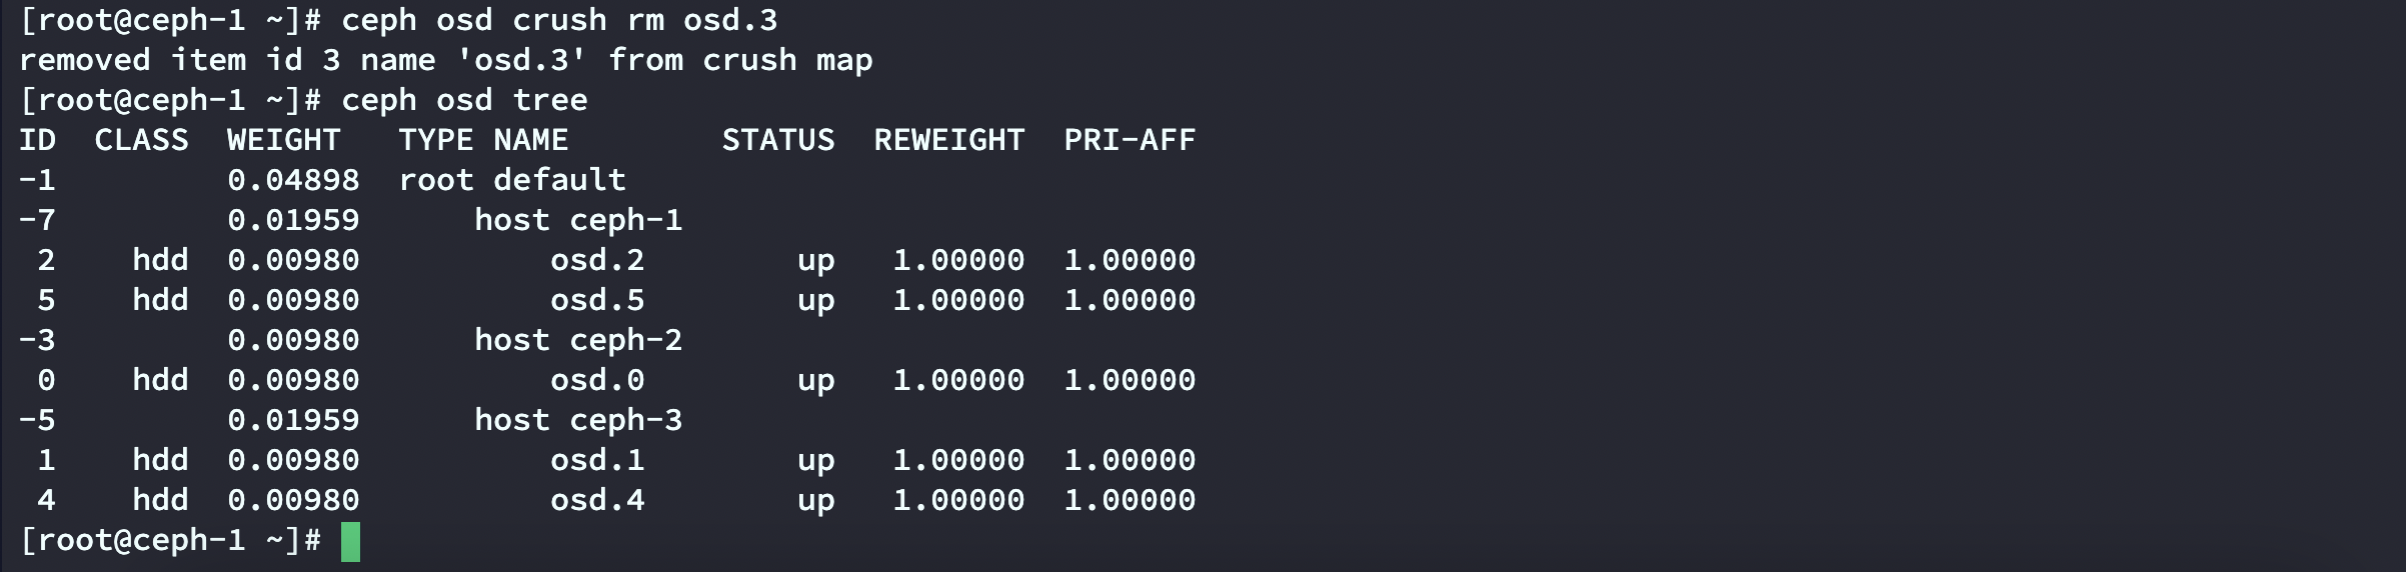 [root@ceph-1 ~]# ceph osd crush rm osd.3
removed item id 3 name 'osd.3' from crush map
[root@ceph-1 ~]# ceph osd tree
ID  CLASS  WEIGHT   TYPE NAME        STATUS  REWEIGHT  PRI-AFF
-1         0.04898  root default
-7         0.01959      host ceph-1
 2    hdd  0.00980          osd.2        up   1.00000  1.00000
 5    hdd  0.00980          osd.5        up   1.00000  1.00000
-3         0.00980      host ceph-2
 0    hdd  0.00980          osd.0        up   1.00000  1.00000
-5         0.01959      host ceph-3
 1    hdd  0.00980          osd.1        up   1.00000  1.00000
 4    hdd  0.00980          osd.4        up   1.00000  1.00000
[root@ceph-1 ~]#